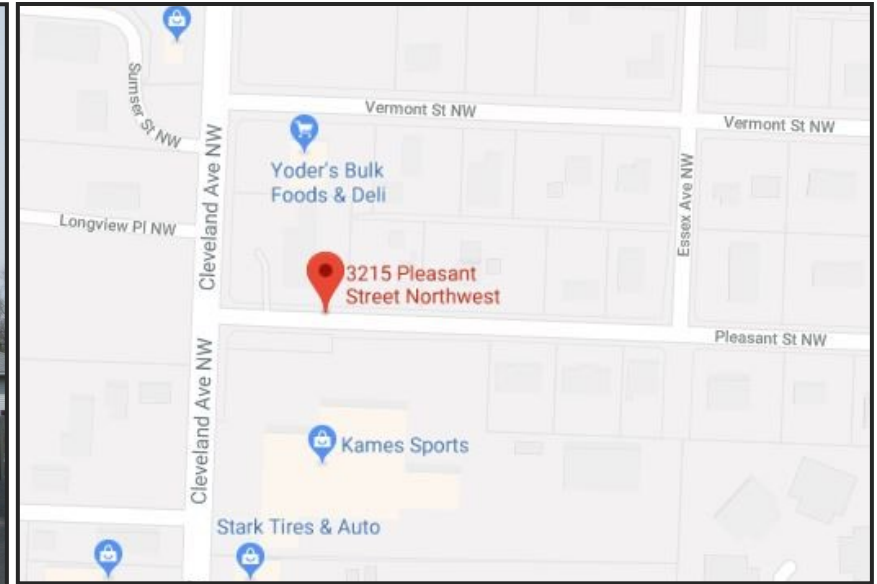 Sumser St NW
Vermont St NW
Vermont St NW
Cleveland Ave NW
Yoder's Bulk
Foods & Deli
Essex Ave NW
Longview Pl NW
3215 Pleasant
Street Northwest
Pleasant St NW
Cleveland Ave NW
Kames Sports
Stark Tires & Auto